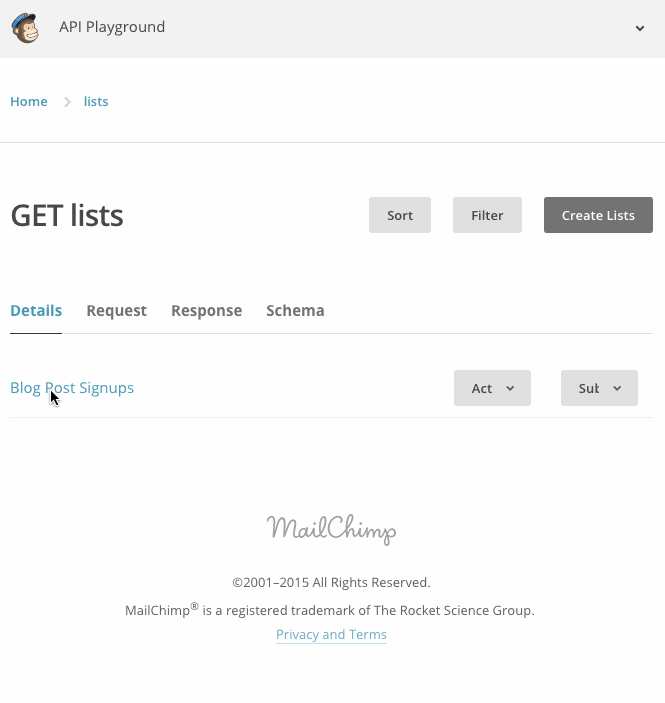 API Playground
Home > lists
GET lists
Sort
Filter
Create Lists
Details
Request
Response
Schema
Blog Post Signups
Act
Sub
MailChimp
©2001–2015 All Rights Reserved.
MailChimp® is a registered trademark of The Rocket Science Group.
Privacy and Terms